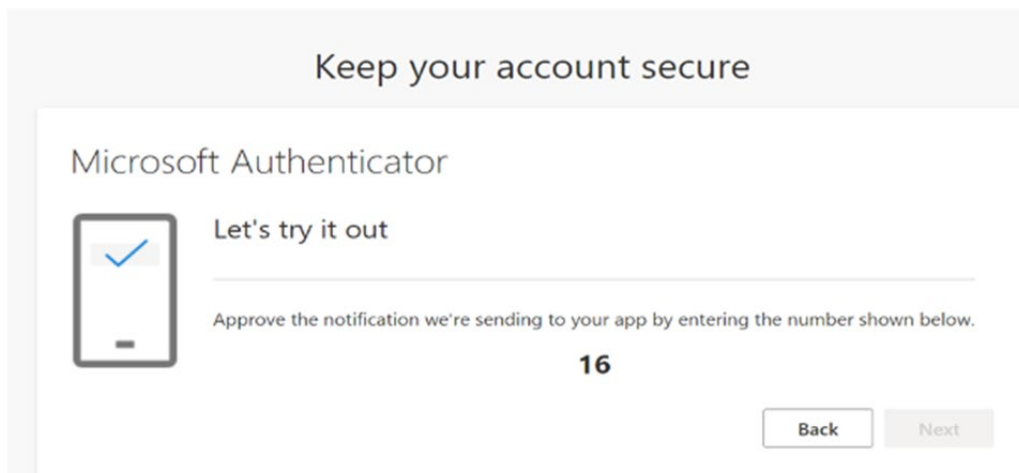 Keep your account secure
Microsoft Authenticator
Let's try it out
Approve the notification we're sending to your app by entering the number shown below.
16
Back
Next